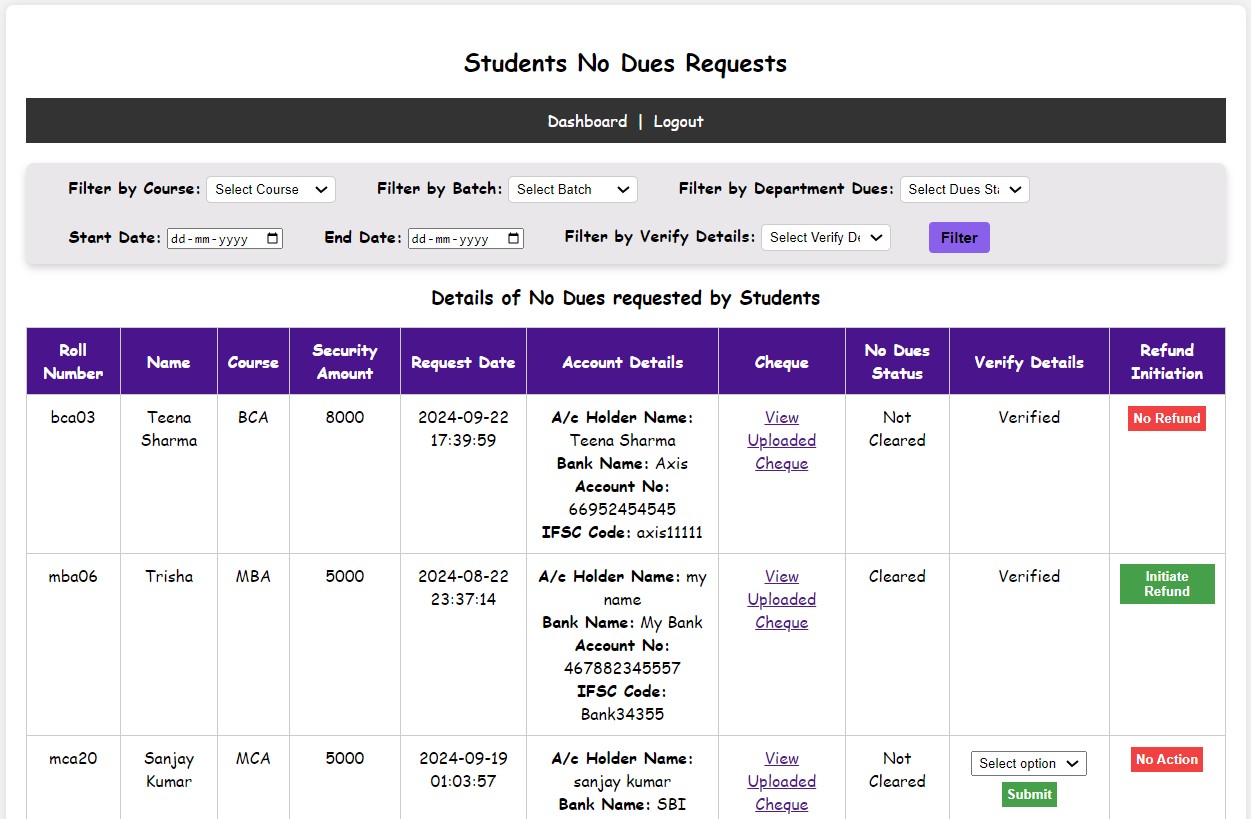 Students No Dues Requests
Dashboard | Logout
Filter by Course: Select Course Filter by Batch: Select Batch Filter by Department Dues: Select Dues Sta
Start Date: dd-mm-yyyy End Date: dd-mm-yyyy Filter by Verify Details: Select Verify De Filter
Details of No Dues requested by Students
Roll Number Name Course Security Amount Request Date Account Details Cheque No Dues Status Verify Details Refund Initiation
bca03 Teena Sharma BCA 8000 2024-09-22 17:39:59 A/c Holder Name: Teena Sharma Bank Name: Axis Account No: 66952454545 IFSC Code: axis11111 View Uploaded Cheque Not Cleared Verified No Refund
mba06 Trisha MBA 5000 2024-08-22 23:37:14 A/c Holder Name: my name Bank Name: My Bank Account No: 467882345557 IFSC Code: Bank34355 View Uploaded Cheque Cleared Verified Initiate Refund
mca20 Sanjay Kumar MCA 5000 2024-09-19 01:03:57 A/c Holder Name: sanjay kumar Bank Name: SBI View Uploaded Cheque Not Cleared Select option Submit No Action